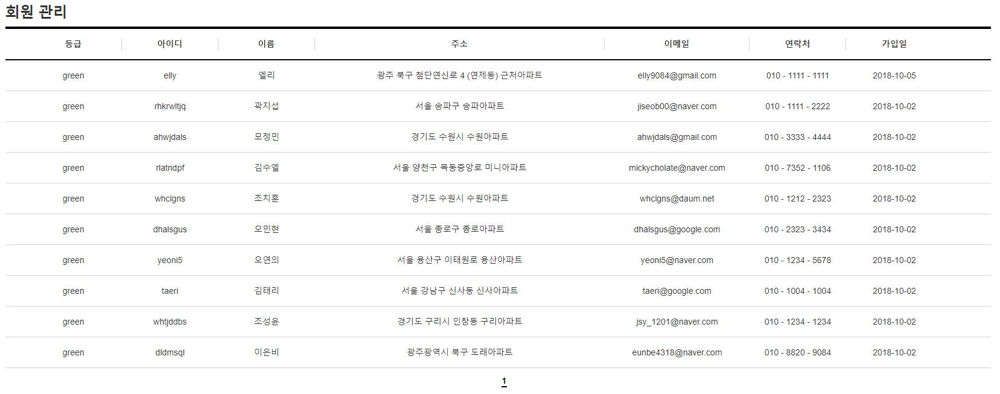 회원 관리
등급 아이디 이름 주소 이메일 연락처 가입일
green elly 엘리 광주 북구 첨단연신로 4 (연제동) 근처아파트 elly9084@gmail.com 010 - 1111 - 1111 2018-10-05
green rhkrwltjq 곽지섭 서울 송파구 송파아파트 jiseob00@naver.com 010 - 1111 - 2222 2018-10-02
green ahwjdals 모정민 경기도 수원시 수원아파트 ahwjdals@gmail.com 010 - 3333 - 4444 2018-10-02
green rlatndpf 김수엘 서울 양천구 목동중앙로 미니아파트 mickycholate@naver.com 010 - 7352 - 1106 2018-10-02
green whclgns 조치훈 경기도 수원시 수원아파트 whclgns@daum.net 010 - 1212 - 2323 2018-10-02
green dhalsgus 오민현 서울 종로구 종로아파트 dhalsgus@google.com 010 - 2323 - 3434 2018-10-02
green yeoni5 오연의 서울 용산구 이태원로 용산아파트 yeoni5@naver.com 010 - 1234 - 5678 2018-10-02
green taeri 김태리 서울 강남구 신사동 신사아파트 taeri@google.com 010 - 1004 - 1004 2018-10-02
green whtjddbs 조성윤 경기도 구리시 인창동 구리아파트 jsy_1201@naver.com 010 - 1234 - 1234 2018-10-02
green dldmsql 이은비 광주광역시 북구 도래아파트 eunbe4318@naver.com 010 - 8820 - 9084 2018-10-02
1